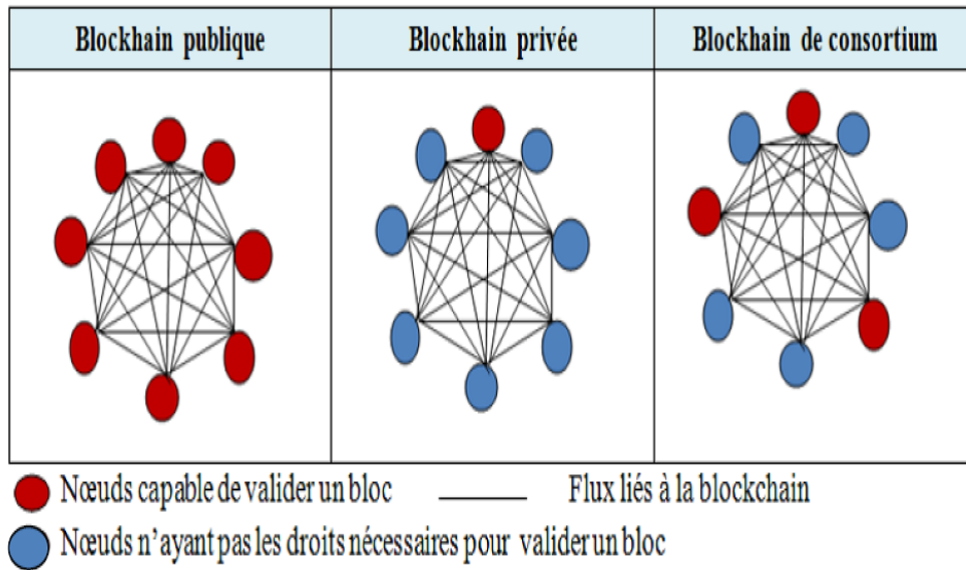 Blockhain publique
Blockhain privée
Blockhain de consortium
Nœuds capable de valider un bloc
Flux liés à la blockchain
Nœuds n'ayant pas les droits nécessaires pour valider un bloc